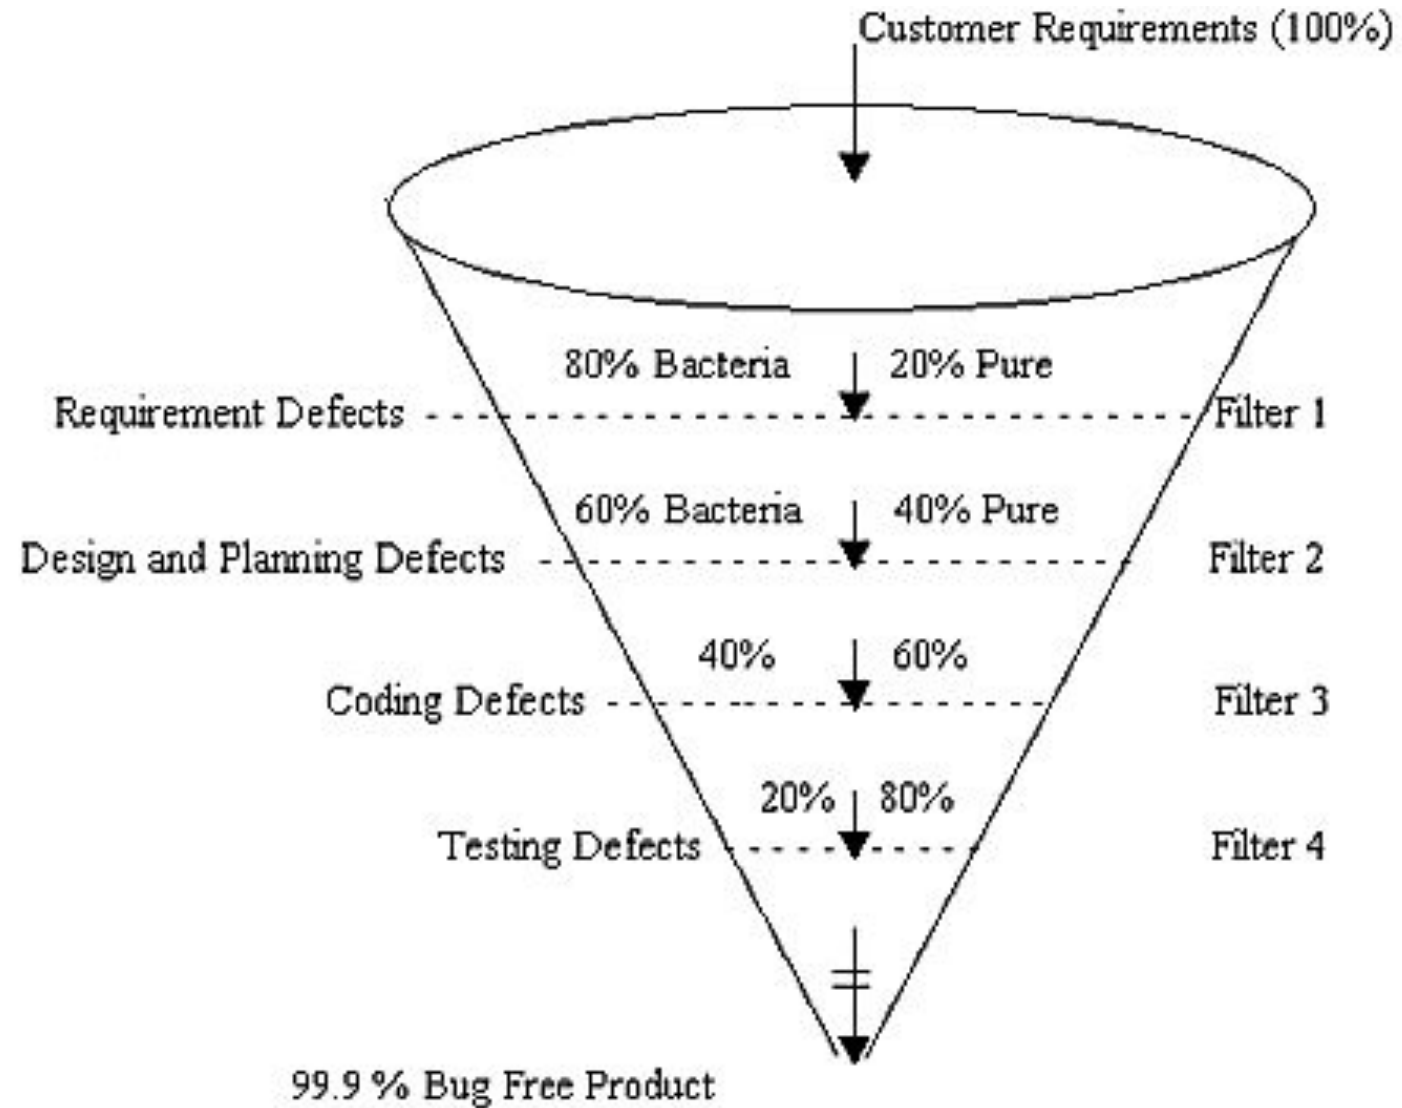 Customer Requirements (100%)
80% Bacteria 20% Pure
Requirement Defects Filter 1
60% Bacteria 40% Pure
Design and Planning Defects Filter 2
40% 60%
Coding Defects Filter 3
20% 80%
Testing Defects Filter 4
99.9 % Bug Free Product